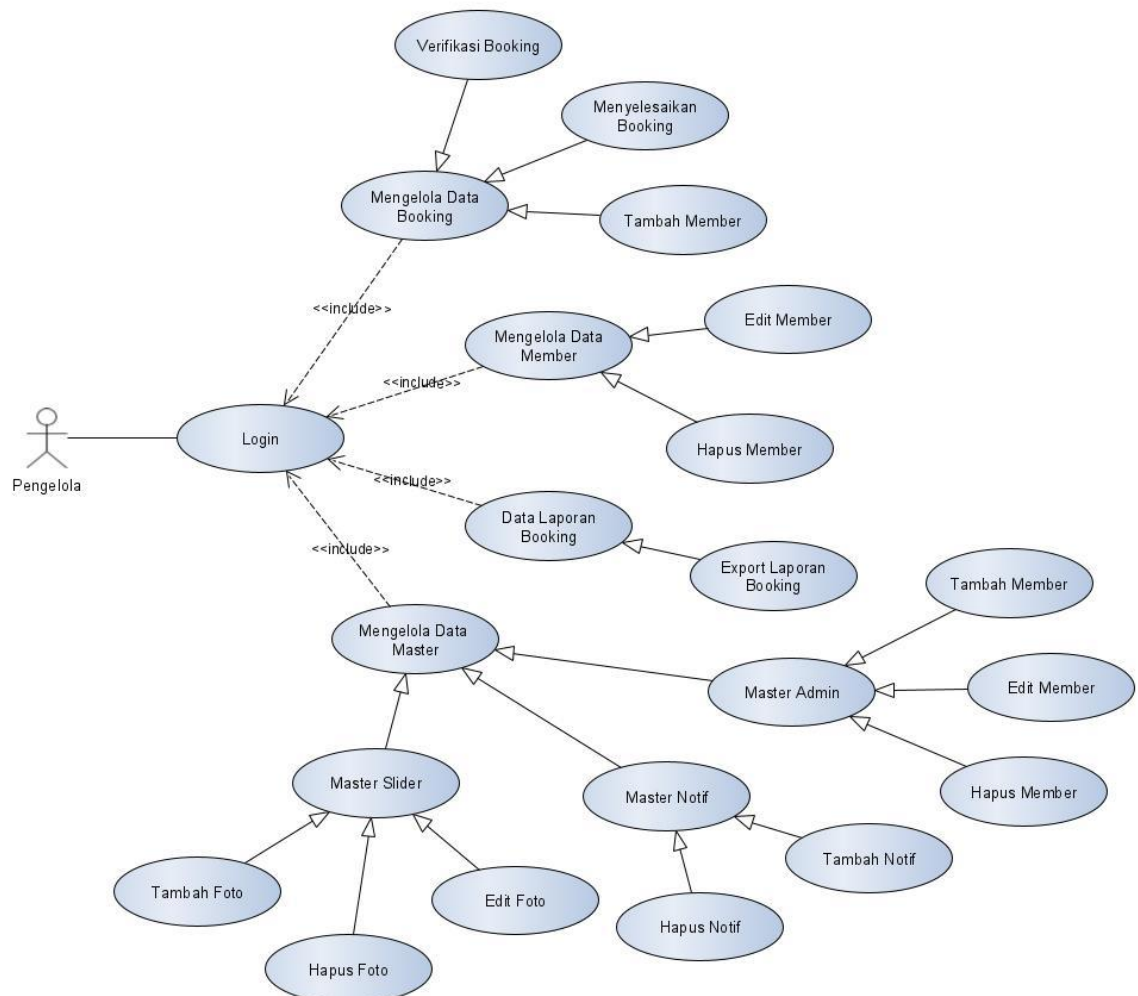 Verifikasi Booking
Menyelesaikan
Booking
Mengelola Data
Booking
Tambah Member
<<include>>
Edit Member
Mengelola Data
Member
<<include>>
Login
Hapus Member
Pengelola
<<include>>
Data Laporan
Booking
<<include>>
Export Laporan
Booking
Tambah Member
Mengelola Data
Master
Master Admin
Edit Member
Master Slider
Master Notif
Hapus Member
Tambah Notif
Tambah Foto
Edit Foto
Hapus Notif
Hapus Foto